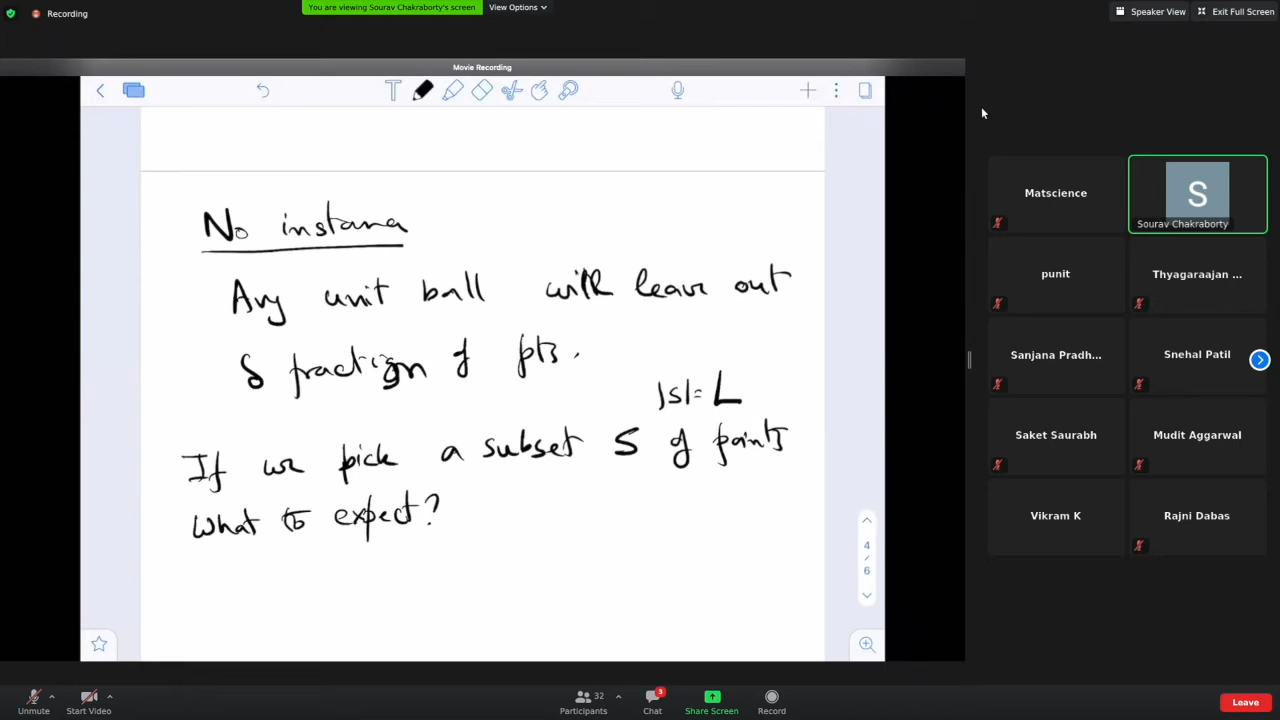 Recording
You are viewing Sourav Chakraborty's screen
View Options
Speaker View
Exit Full Screen
Movie Recording
T
No instana
Any unit ball will leave out
δ fraction of pts.
|S|= L
If we pick a subset S of points
What to expect?
4
/
6
Matscience
S
Sourav Chakraborty
punit
Thyagaraajan ...
Sanjana Pradh...
Snehal Patil
Saket Saurabh
Mudit Aggarwal
Vikram K
Rajni Dabas
Unmute
Start Video
32
Participants
3
Chat
Share Screen
Record
Leave